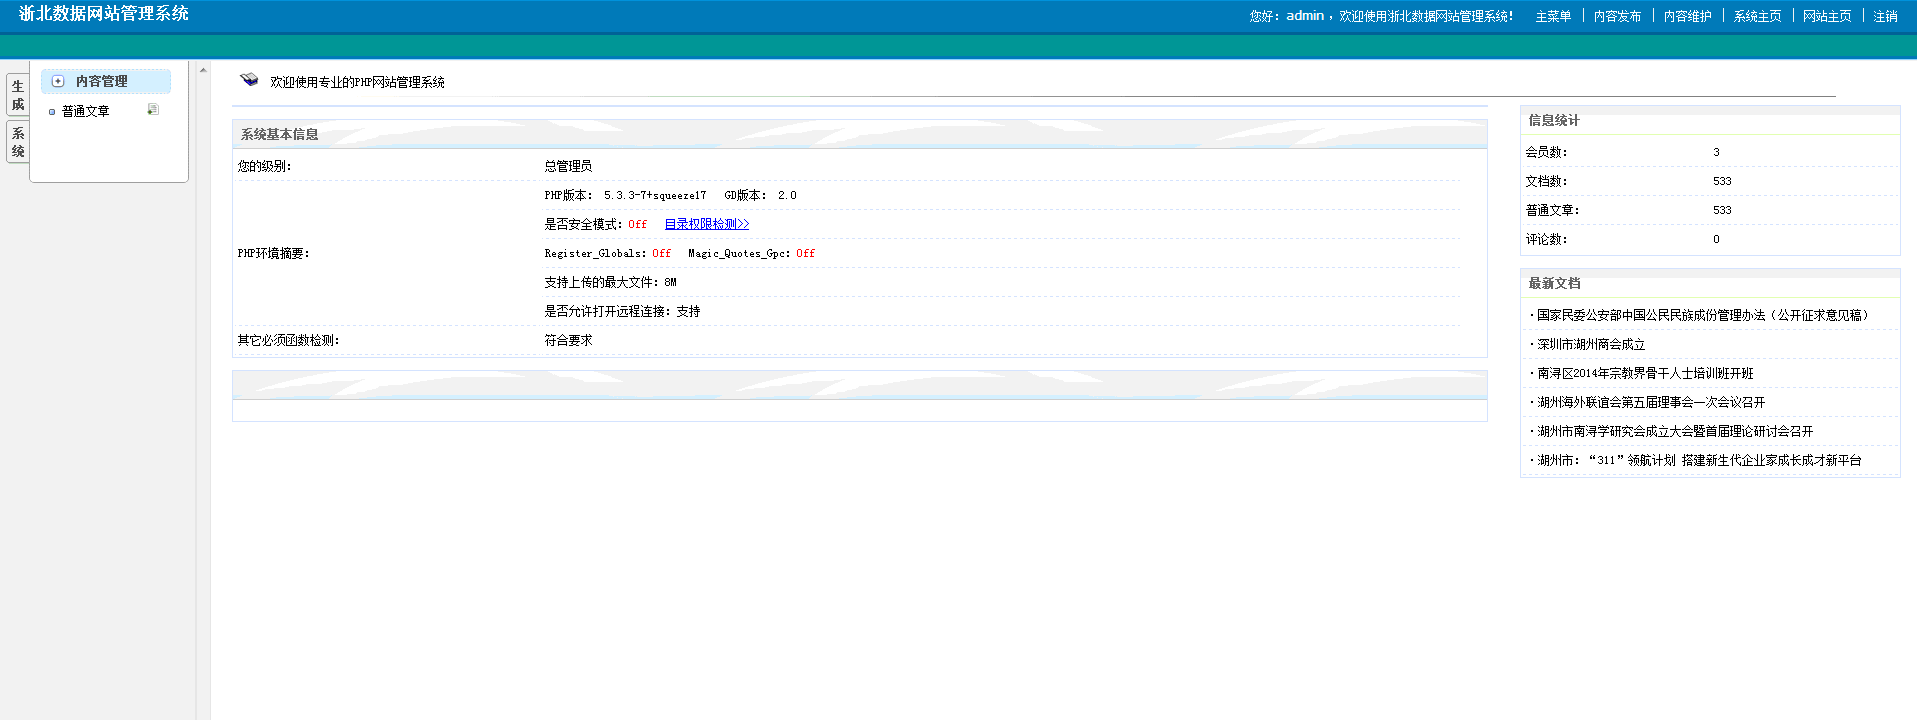 浙北数据网站管理系统
您好：admin ，欢迎使用浙北数据网站管理系统！ 主菜单 内容发布 内容维护 系统主页 网站主页 注销
生成
系统
内容管理
普通文章
欢迎使用专业的PHP网站管理系统
系统基本信息
您的级别： 总管理员
PHP环境摘要：
PHP版本： 5.3.3-7+squeeze17 GD版本： 2.0
是否安全模式：Off 目录权限检测>>
Register_Globals：Off Magic_Quotes_Gpc：Off
支持上传的最大文件：8M
是否允许打开远程连接：支持
其它必须函数检测： 符合要求
信息统计
会员数： 3
文档数： 533
普通文章： 533
评论数： 0
最新文档
·国家民委公安部中国公民民族成份管理办法（公开征求意见稿）
·深圳市湖州商会成立
·南浔区2014年宗教界骨干人士培训班开班
·湖州海外联谊会第五届理事会一次会议召开
·湖州市南浔学研究会成立大会暨首届理论研讨会召开
·湖州市：“311”领航计划 搭建新生代企业家成长成才新平台